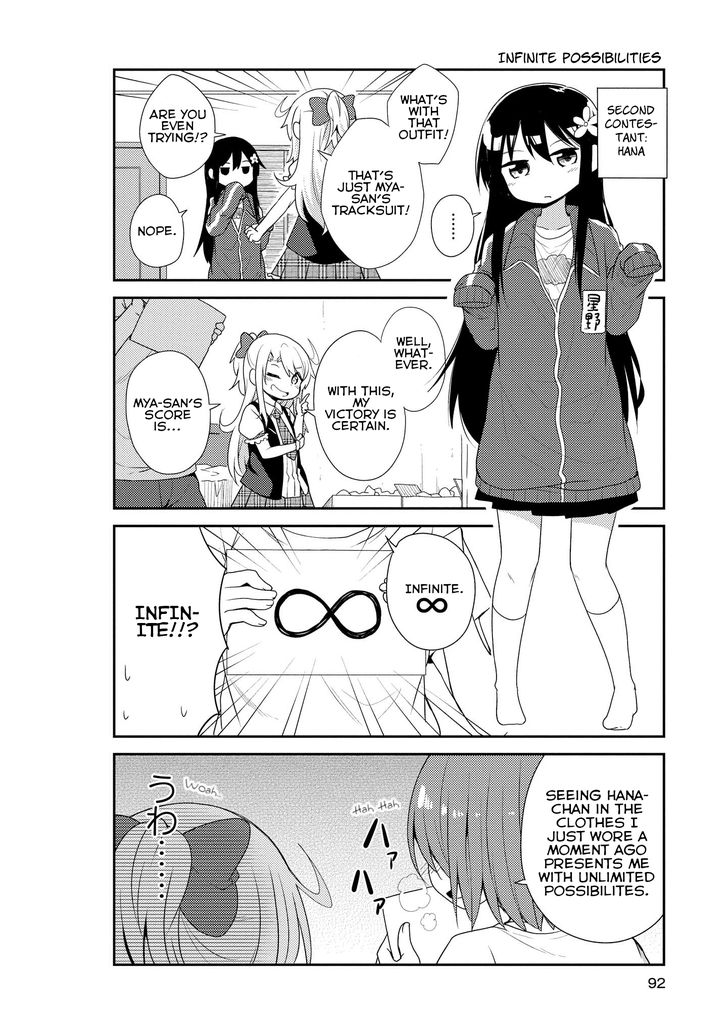 INFINITE POSSIBILITIES
SECOND
CONTES-
TANT:
HANA
WHAT'S
WITH
THAT
OUTFIT!
THAT'S
JUST MYA-
SAN'S
TRACKSUIT!
ARE YOU
EVEN
TRYING!?
NOPE.
.....
星野
WELL,
WHAT-
EVER.
WITH THIS,
MY
VICTORY IS
CERTAIN.
MYA-SAN'S
SCORE
IS...
INFINITE.
∞
∞
INFIN-
ITE!!?
SEEING HANA-
CHAN IN THE
CLOTHES I
JUST WORE A
MOMENT AGO
PRESENTS ME
WITH UNLIMITED
POSSIBILITES.
Hah Hah
ハァ
ハァ
Woah..
うわ………
92